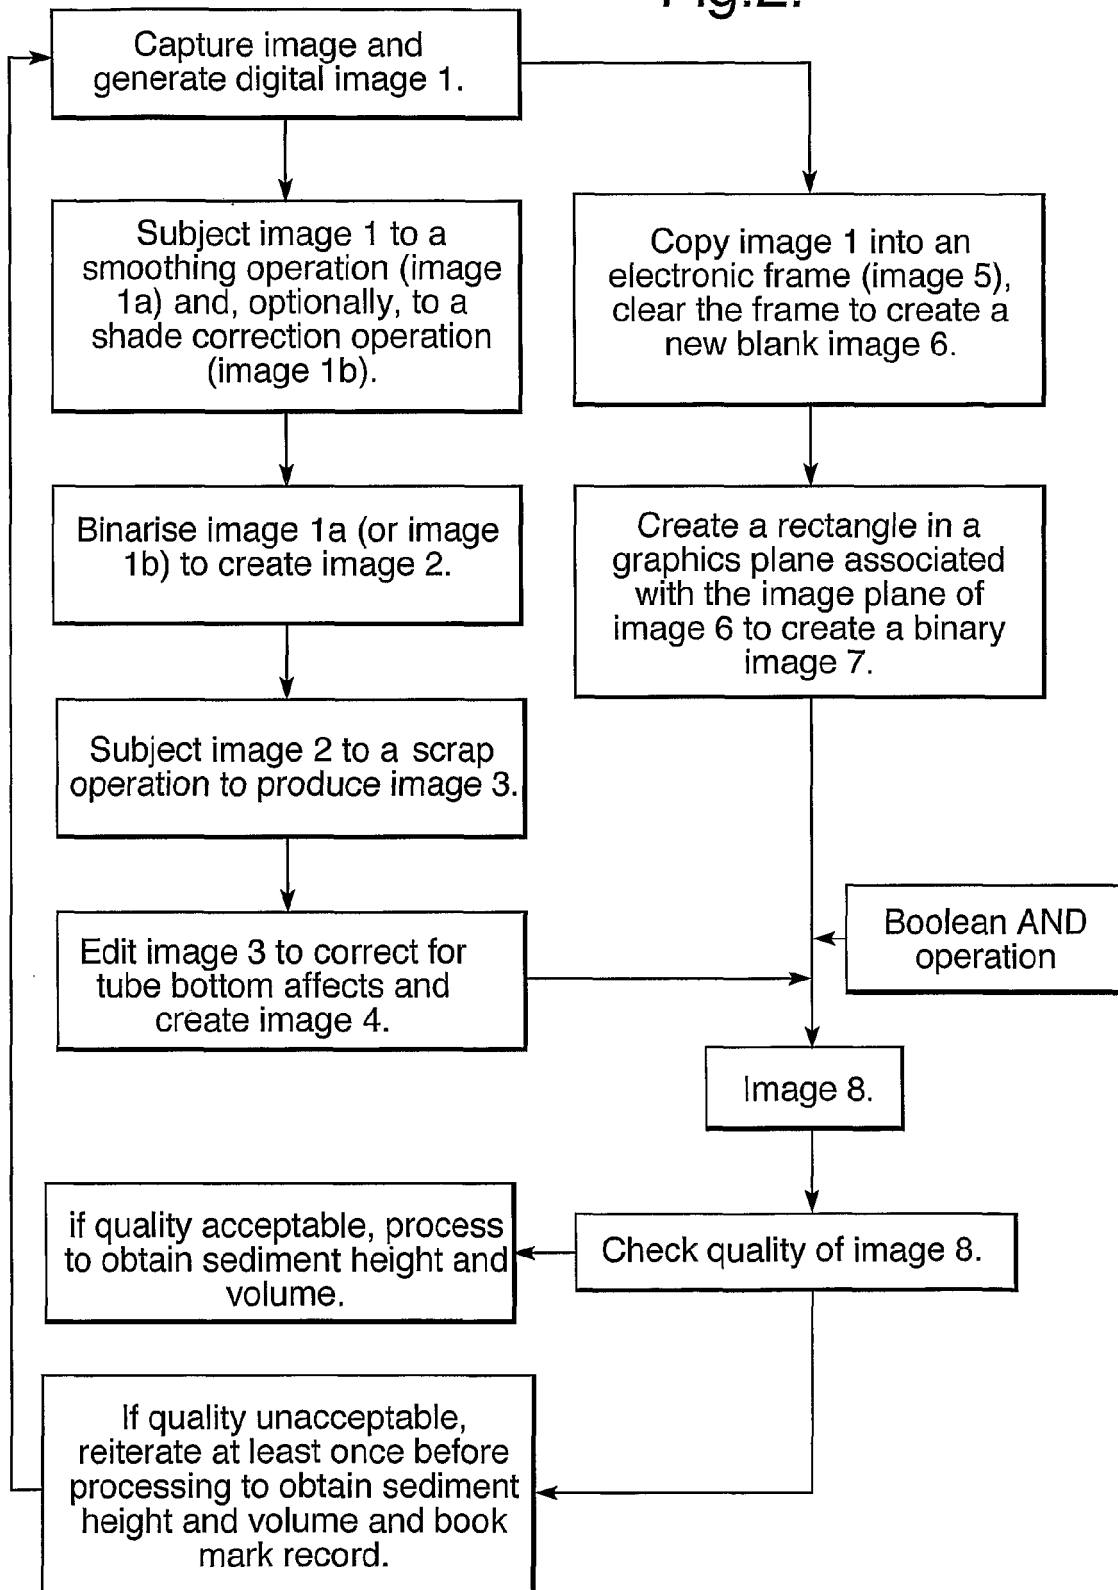 Fig.2.
Capture image and
generate digital image 1.
Subject image 1 to a
smoothing operation (image
1a) and, optionally, to a
shade correction operation
(image 1b).
Copy image 1 into an
electronic frame (image 5),
clear the frame to create a
new blank image 6.
Binarise image 1a (or image
1b) to create image 2.
Create a rectangle in a
graphics plane associated
with the image plane of
image 6 to create a binary
image 7.
Subject image 2 to a scrap
operation to produce image 3.
Edit image 3 to correct for
tube bottom affects and
create image 4.
Boolean AND
operation
Image 8.
Check quality of image 8.
if quality acceptable, process
to obtain sediment height and
volume.
If quality unacceptable,
reiterate at least once before
processing to obtain sediment
height and volume and book
mark record.